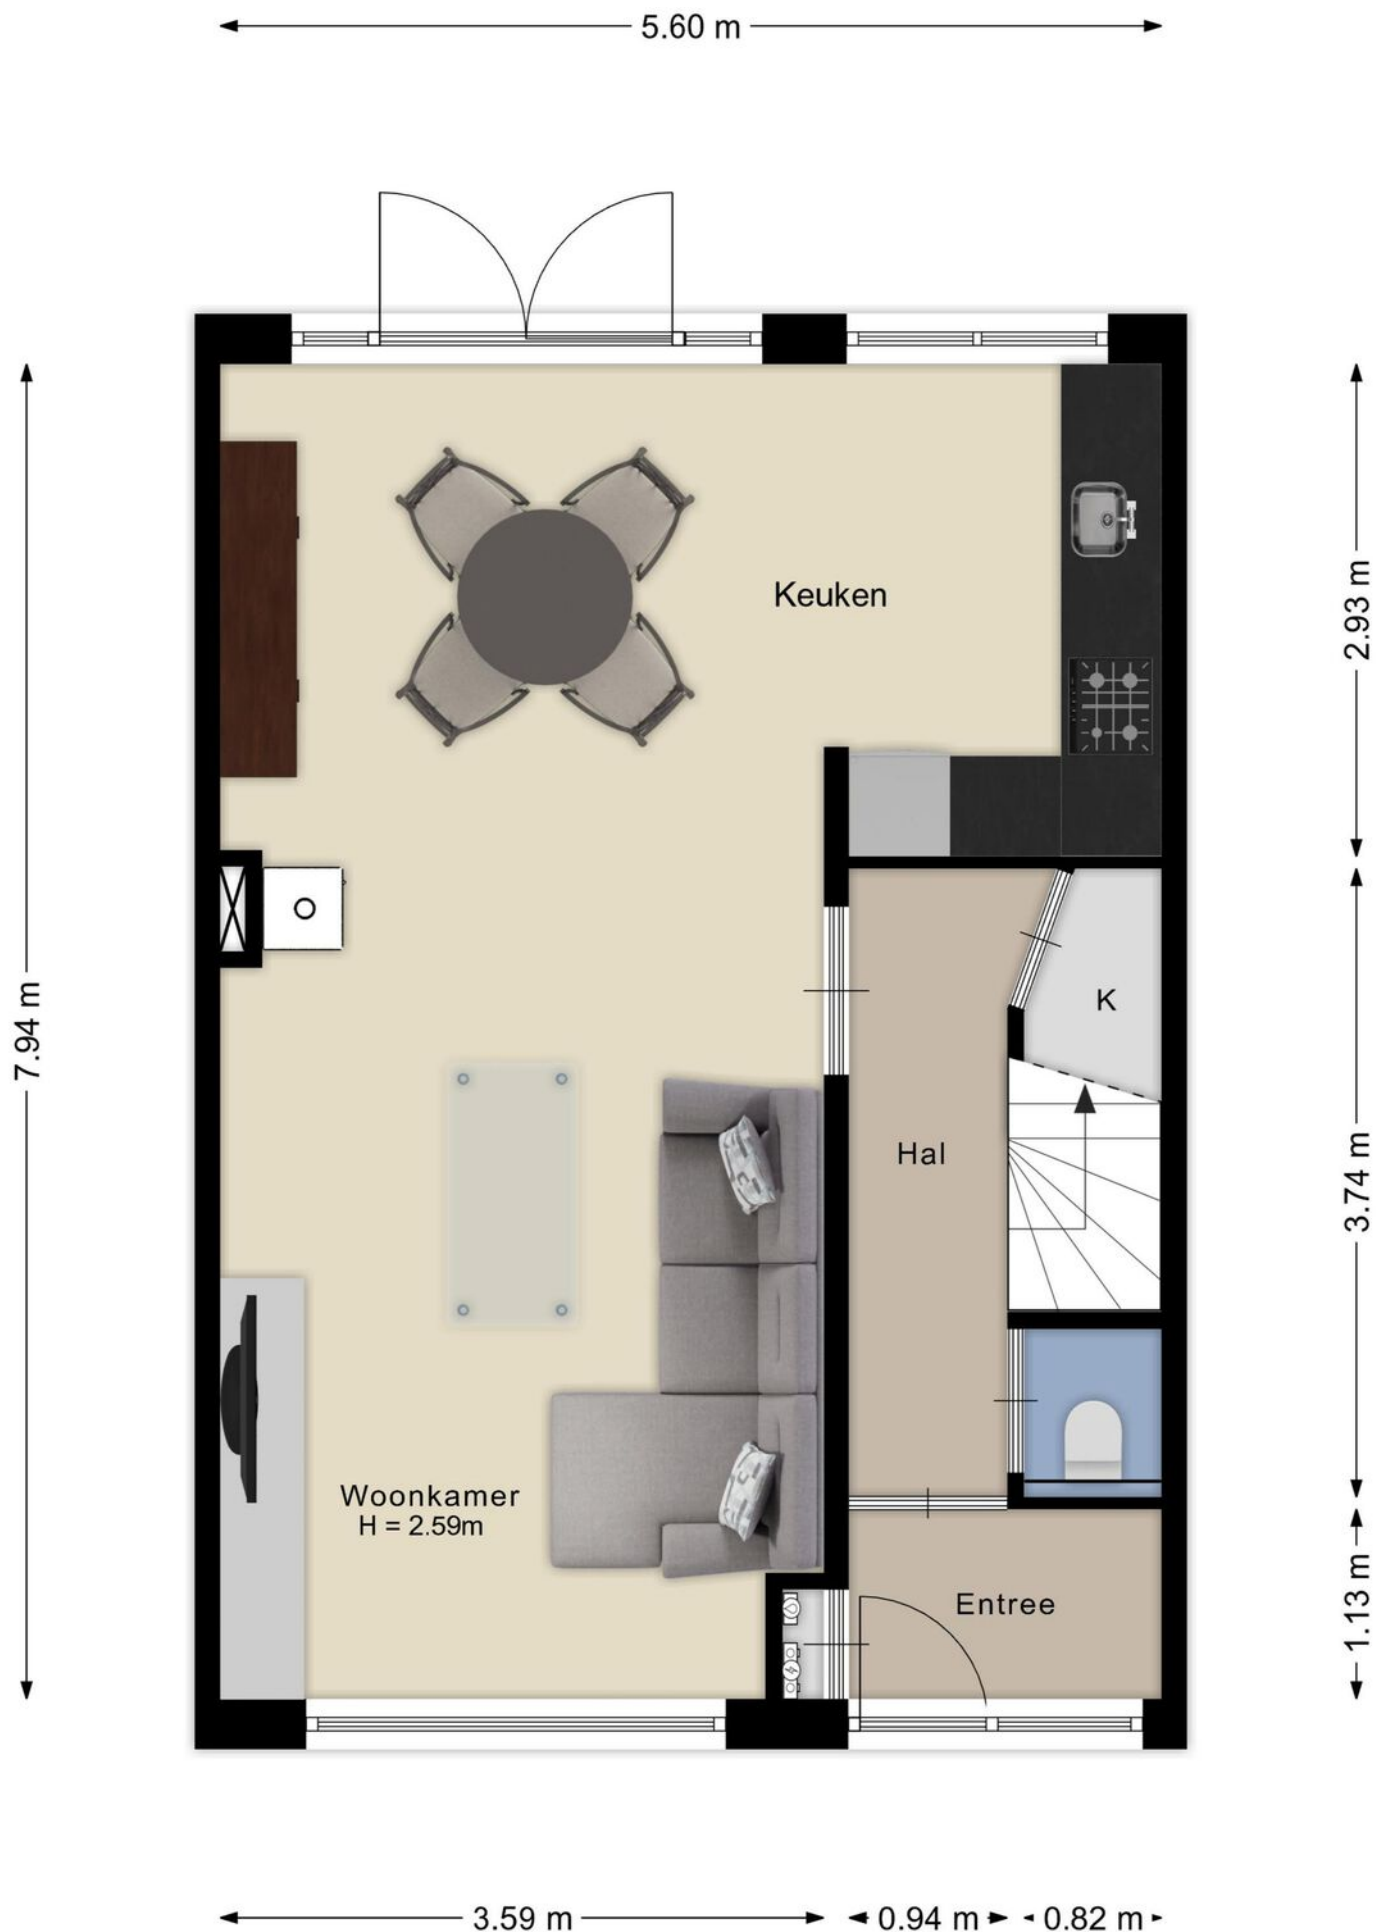 5.60 m
Keuken
2.93 m
7.94 m
K
Hal
3.74 m
Woonkamer
H = 2.59m
Entree
1.13 m
3.59 m
0.94 m
0.82 m